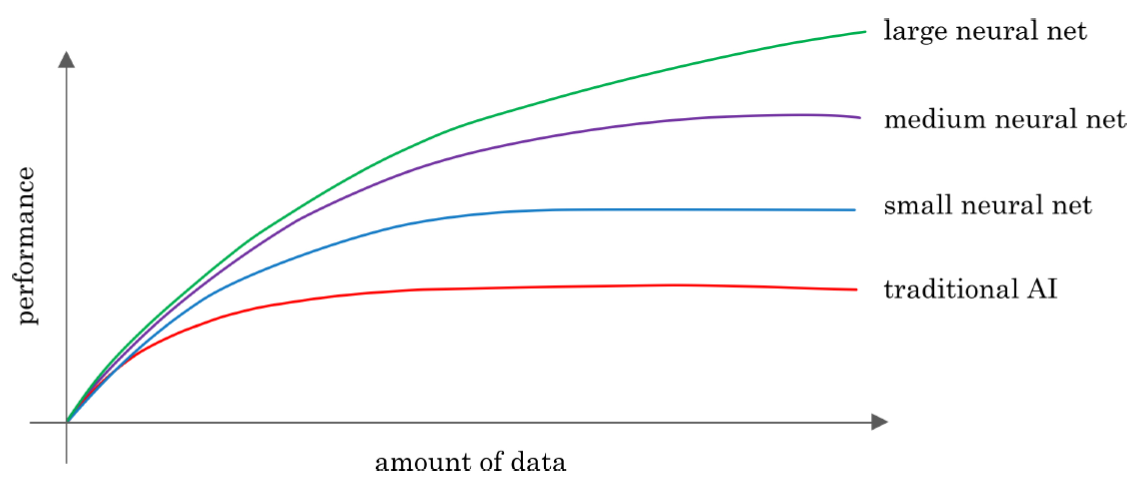 large neural net
medium neural net
small neural net
traditional AI
performance
amount of data